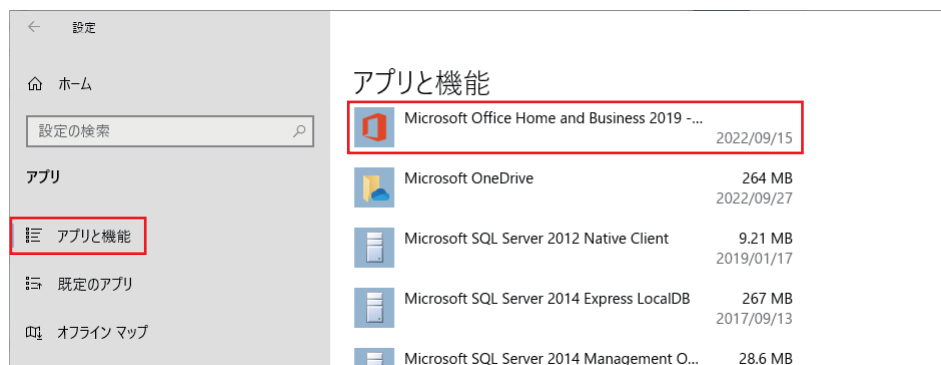 設定
ホーム
設定の検索
アプリ
アプリと機能
既定のアプリ
オフライン マップ
アプリと機能
Microsoft Office Home and Business 2019 -...
2022/09/15
Microsoft OneDrive 264 MB
2022/09/27
Microsoft SQL Server 2012 Native Client 9.21 MB
2019/01/17
Microsoft SQL Server 2014 Express LocalDB 267 MB
2017/09/13
Microsoft SQL Server 2014 Management O... 28.6 MB